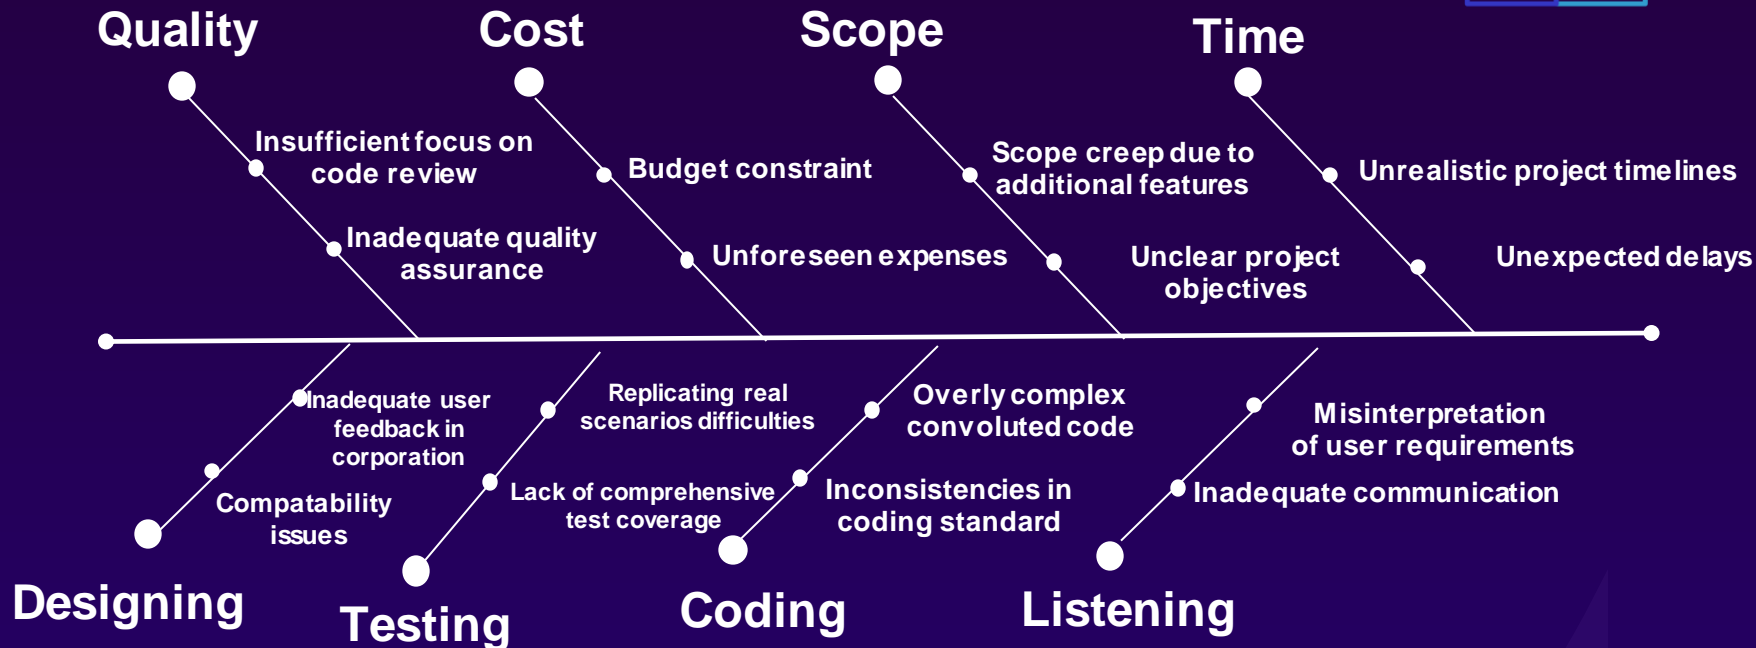 Quality
Cost
Scope
Time
Insufficient focus on
code review
Budget constraint
Scope creep due to
additional features
Unrealistic project timelines
Inadequate quality
assurance
Unforeseen expenses
Unclear project
objectives
Unexpected delays
Inadequate user
feedback in
corporation
Replicating real
scenarios difficulties
Overly complex
convoluted code
Misinterpretation
of user requirements
Compatability
issues
Lack of comprehensive
test coverage
Inconsistencies in
coding standard
Inadequate communication
Designing
Testing
Coding
Listening